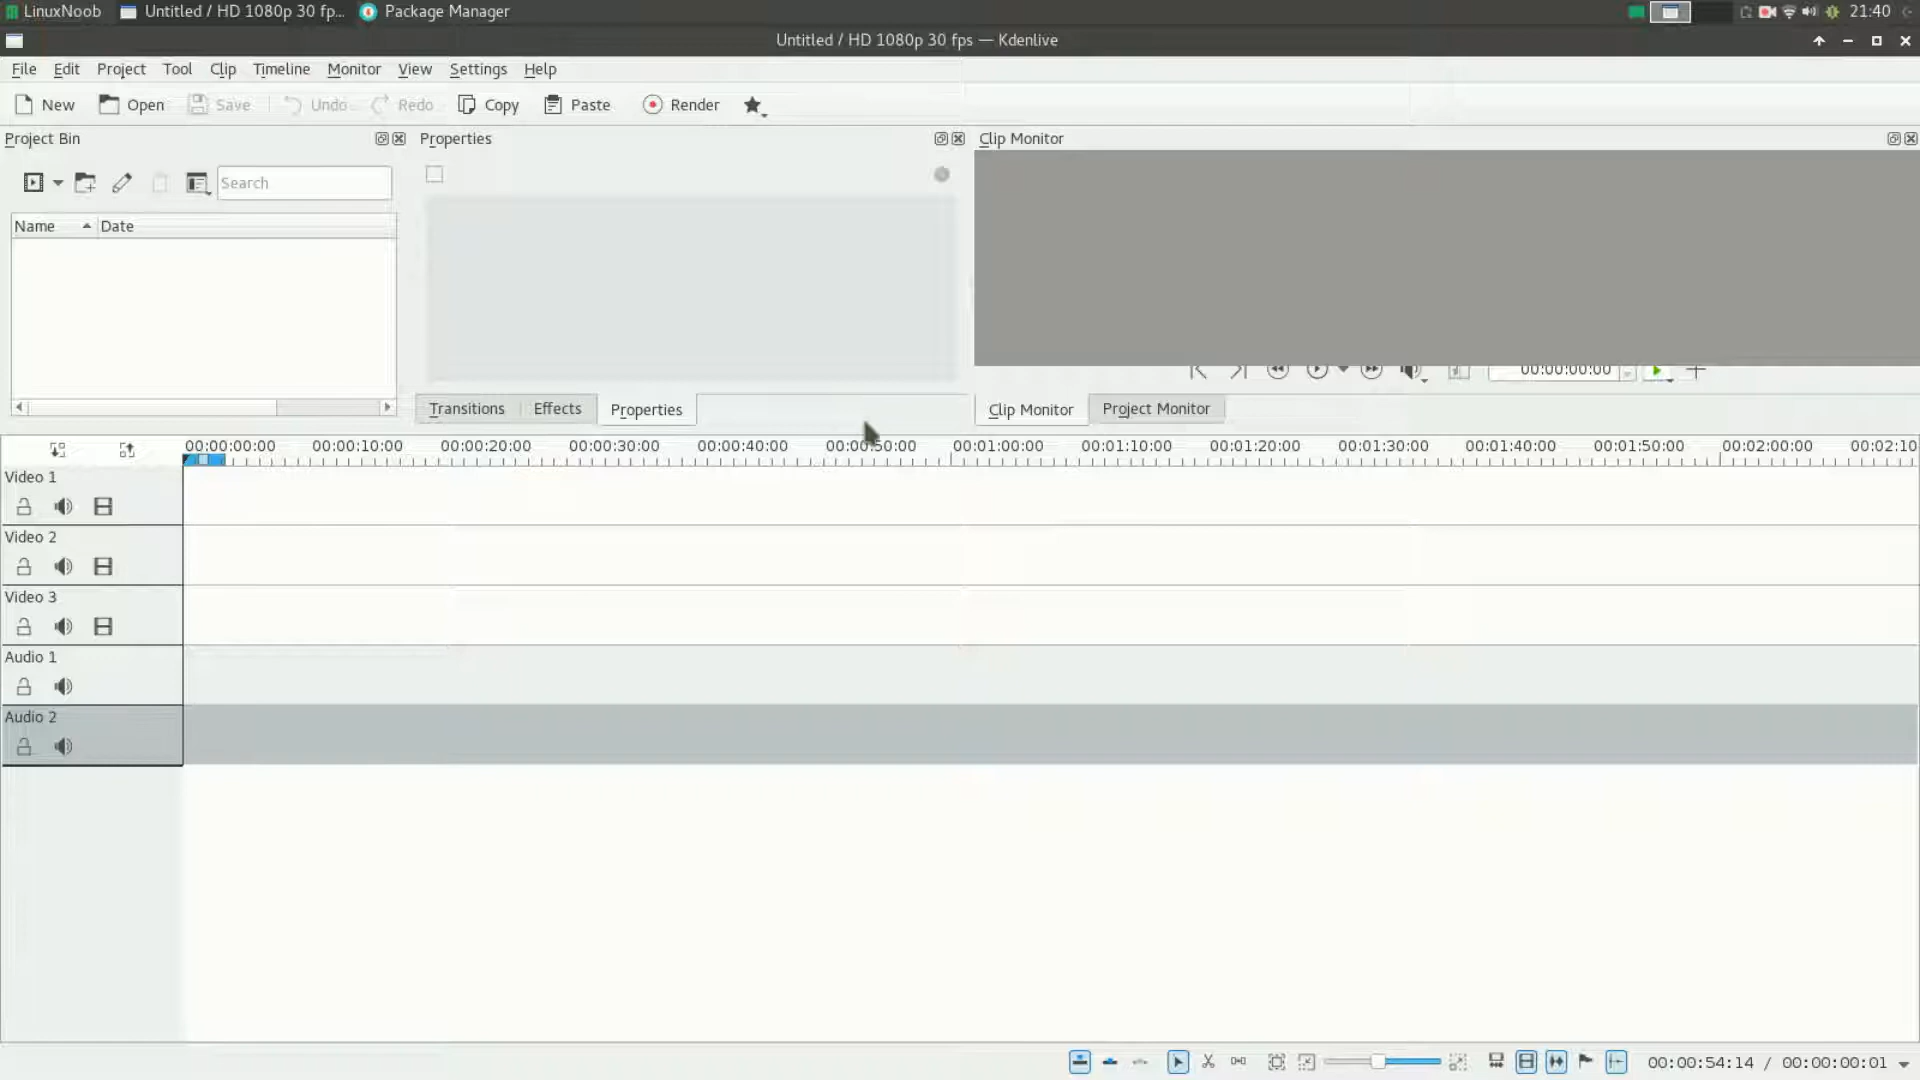 LinuxNoob Untitled / HD 1080p 30 fp... Package Manager 21:40
Untitled / HD 1080p 30 fps — Kdenlive
File Edit Project Tool Clip Timeline Monitor View Settings Help
New Open Save Undo Redo Copy Paste Render
Project Bin Properties Clip Monitor
Search
Name Date
00:00:00:00
Transitions Effects Properties Clip Monitor Project Monitor
00:00:00:00 00:00:10:00 00:00:20:00 00:00:30:00 00:00:40:00 00:00:50:00 00:01:00:00 00:01:10:00 00:01:20:00 00:01:30:00 00:01:40:00 00:01:50:00 00:02:00:00 00:02:10
Video 1
Video 2
Video 3
Audio 1
Audio 2
00:00:54:14 / 00:00:00:01